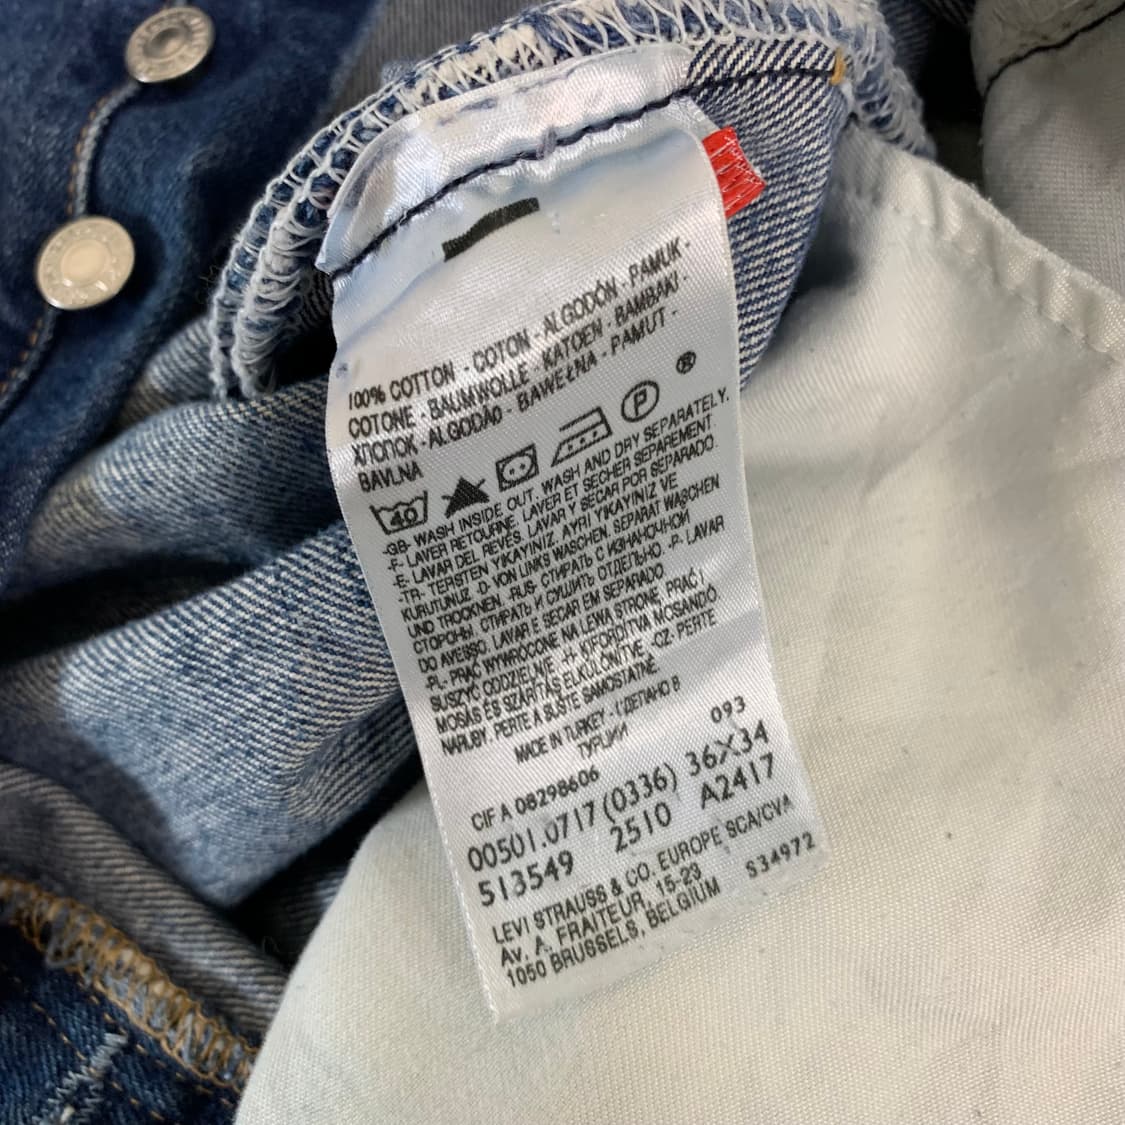 100% COTTON - COTON - ALGODÓN - PAMUK -
COTONE - BAUMWOLLE - KATOEN - BAMBAKI -
ХЛОПОК - ALGODÃO - BAWEŁNA - PAMUT -
BAVLNA
40 P ®
-GB- WASH INSIDE OUT, WASH AND DRY SEPARATELY.
-F- LAVER RETOURNE, LAVER ET SECHER SEPAREMENT.
-E- LAVAR DEL REVÉS, LAVAR Y SECAR POR SEPARADO.
-TR- TERSTEN YIKAYINIZ, AYRI YIKAYINIZ VE
KURUTUNUZ. -D- VON LINKS WASCHEN, SEPARAT WASCHEN
UND TROCKNEN. -RUS- СТИРАТЬ С ИЗНАНОЧНОЙ
СТОРОНЫ, СТИРАТЬ И СУШИТЬ ОТДЕЛЬНО. -P- LAVAR
DO AVESSO, LAVAR E SECAR EM SEPARADO.
-PL- PRAĆ WYWRÓCONE NA LEWĄ STRONĘ, PRAĆ I
SUSZYĆ ODDZIELNIE -H- KIFORDITVA MOSANDÓ.
MOSÁS ÉS SZÁRÍTÁS ELKÜLÖNÍTVE. -CZ- PERTE
NARUBY. PERTE A SUŠTE SAMOSTATNĚ.
MADE IN TURKEY - СДЕЛАНО В
ТУРЦИИ
093
CIF A 08298606
00501.0717 (0336) 36X34
513549 2510 A2417
LEVI STRAUSS & CO. EUROPE SCA/CVA
AV. A. FRAITEUR, 15-23
1050 BRUSSELS, BELGIUM S34972